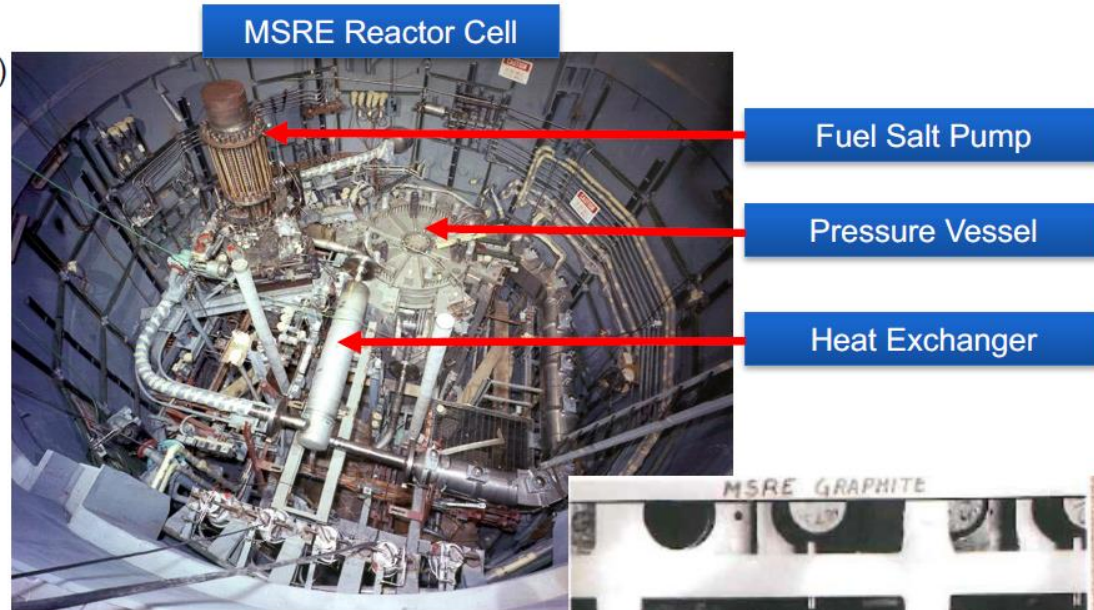 MSRE Reactor Cell
)
Fuel Salt Pump
Pressure Vessel
Heat Exchanger
MSRE GRAPHITE